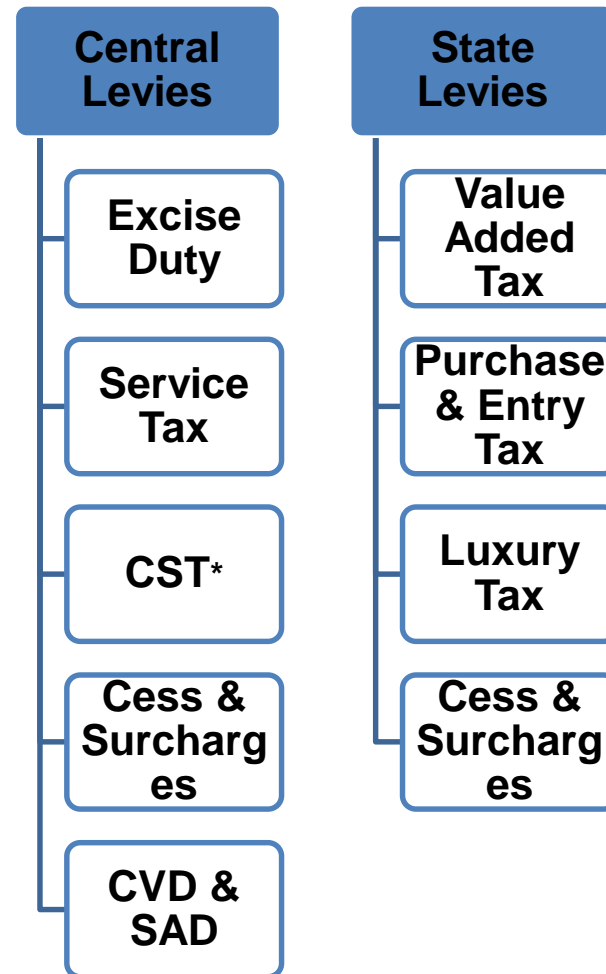 Central
Levies
Excise
Duty
Service
Tax
CST*
Cess &
Surcharg
es
CVD &
SAD
State
Levies
Value
Added
Tax
Purchase
& Entry
Tax
Luxury
Tax
Cess &
Surcharg
es